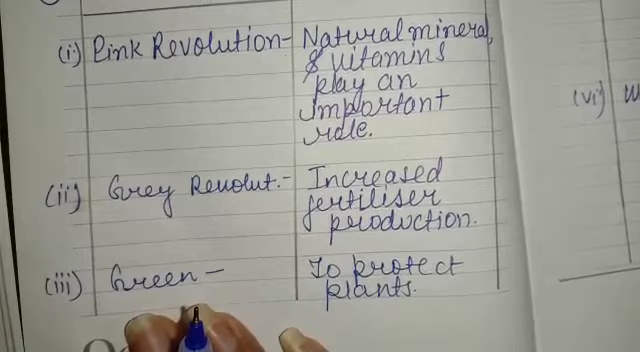 (i) Pink Revolution - Natural mineral,
& vitamins
play an
important
role.
(vi) W
(ii) Grey Revolut. - Increased
fertiliser
production.
(iii) Green - To protect
plants.